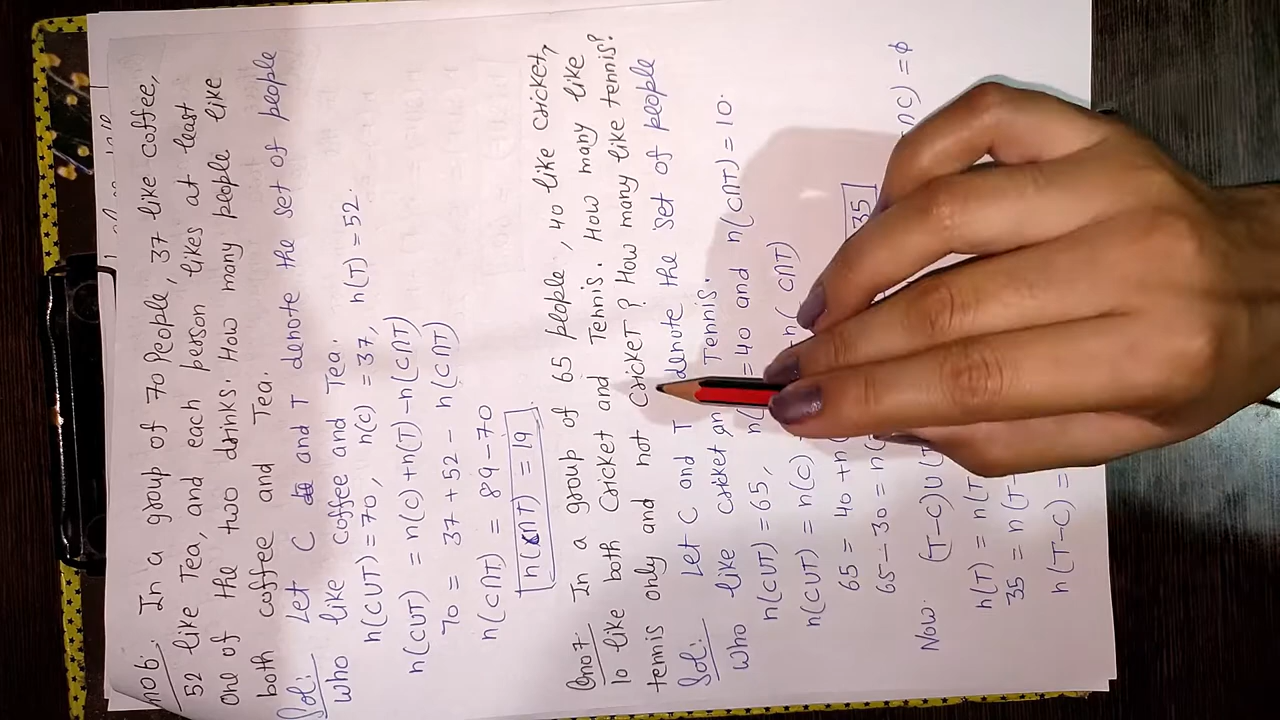 no 6. In a group of 70 People, 37 like coffee,
52 like Tea, and each person likes at least
one of the two drinks. How many people like
both coffee and Tea.
Sol: Let C and T denote the set of people
who like coffee and Tea.
n(C∪T) = 70, n(C) = 37, n(T) = 52.
n(C∪T) = n(C) + n(T) - n(C∩T)
70 = 37 + 52 - n(C∩T)
n(C∩T) = 89 - 70
n(C∩T) = 19
Qno7 In a group of 65 people, 40 like cricket,
10 like both Cricket and Tennis. How many like
tennis only and not cricket? How many like tennis?
Sol: Let C and T denote the set of people
who like cricket an Tennis.
n(C∪T) = 65, n( = 40 and n(C∩T) = 10.
n(C∪T) = n(C) n(C∩T)
65 = 40 + n(
65 - 30 = n( 35
Now (T-C)∪(T ∩C) = ϕ
n(T) = n(T
35 = n(T-
n(T-C) =